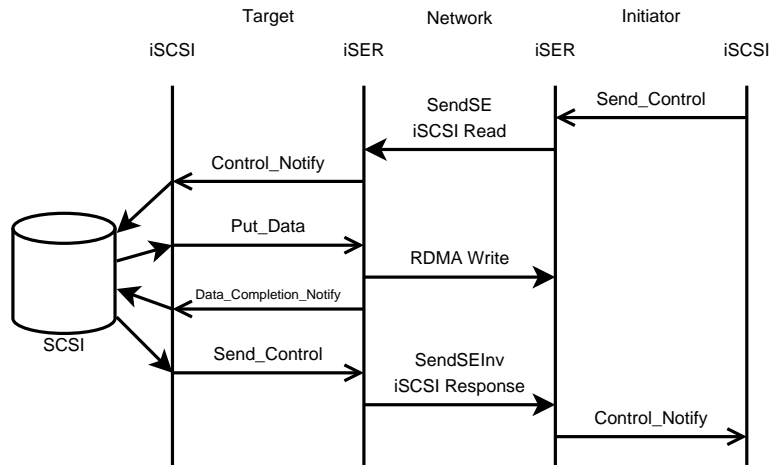 Target
Network
Initiator
iSCSI
iSER
iSER
iSCSI
Send_Control
SendSE
iSCSI Read
Control_Notify
Put_Data
RDMA Write
Data_Completion_Notify
SCSI
Send_Control
SendSEInv
iSCSI Response
Control_Notify